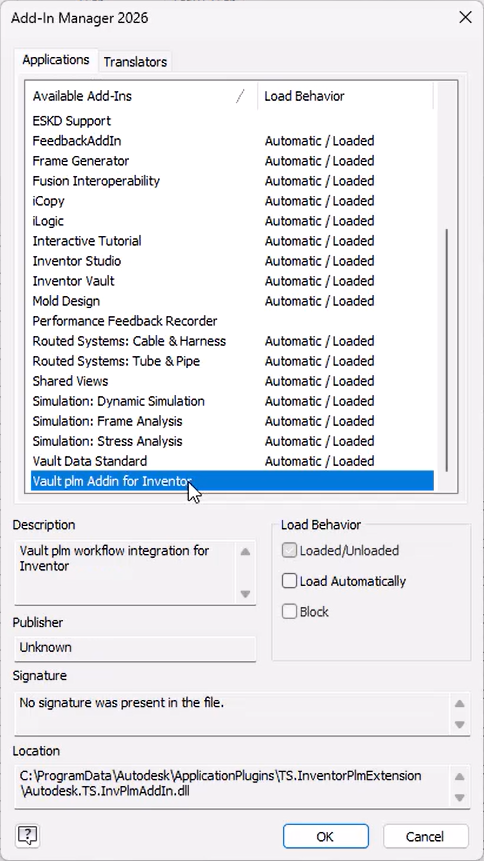 Add-In Manager 2026
Applications
Translators
Available Add-Ins / Load Behavior
ESKD Support
FeedbackAddIn Automatic / Loaded
Frame Generator Automatic / Loaded
Fusion Interoperability Automatic / Loaded
iCopy Automatic / Loaded
iLogic Automatic / Loaded
Interactive Tutorial Automatic / Loaded
Inventor Studio Automatic / Loaded
Inventor Vault Automatic / Loaded
Mold Design Automatic / Loaded
Performance Feedback Recorder
Routed Systems: Cable & Harness Automatic / Loaded
Routed Systems: Tube & Pipe Automatic / Loaded
Shared Views Automatic / Loaded
Simulation: Dynamic Simulation Automatic / Loaded
Simulation: Frame Analysis Automatic / Loaded
Simulation: Stress Analysis Automatic / Loaded
Vault Data Standard Automatic / Loaded
Vault plm Addin for Inventor
Description
Vault plm workflow integration for
Inventor
Load Behavior
Loaded/Unloaded
Load Automatically
Block
Publisher
Unknown
Signature
No signature was present in the file.
Location
C:\ProgramData\Autodesk\ApplicationPlugins\TS.InventorPlmExtension
\Autodesk.TS.InvPlmAddIn.dll
?
OK
Cancel